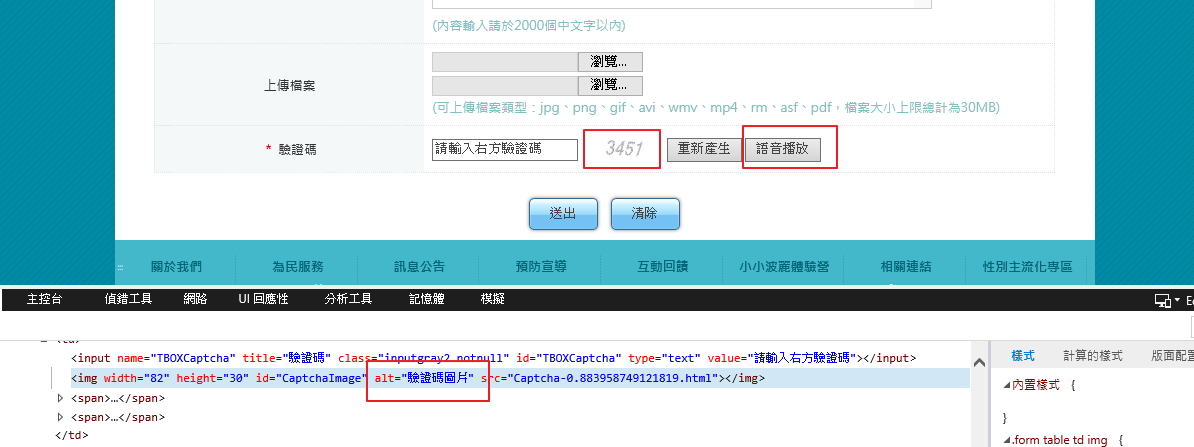 (內容輸入請於2000個中文字以內)
瀏覽...
上傳檔案
瀏覽...
(可上傳檔案類型：jpg、png、gif、avi、wmv、mp4、rm、asf、pdf，檔案大小上限總計為30MB)
* 驗證碼 請輸入右方驗證碼 3451 重新產生 語音播放
送出 清除
::: 關於我們 為民服務 訊息公告 預防宣導 互動回饋 小小波麗體驗營 相關連結 性別主流化專區
主控台 偵錯工具 網路 UI 回應性 分析工具 記憶體 模擬
<td>
<input name="TBOXCaptcha" title="驗證碼" class="inputgray2 notnull" id="TBOXCaptcha" type="text" value="請輸入右方驗證碼"></input>
<img width="82" height="30" id="CaptchaImage" alt="驗證碼圖片" src="Captcha-0.883958749121819.html"></img>
<span>…</span>
<span>…</span>
</td>
樣式 計算的樣式 版面配置
內置樣式 {
}
.form table td img {